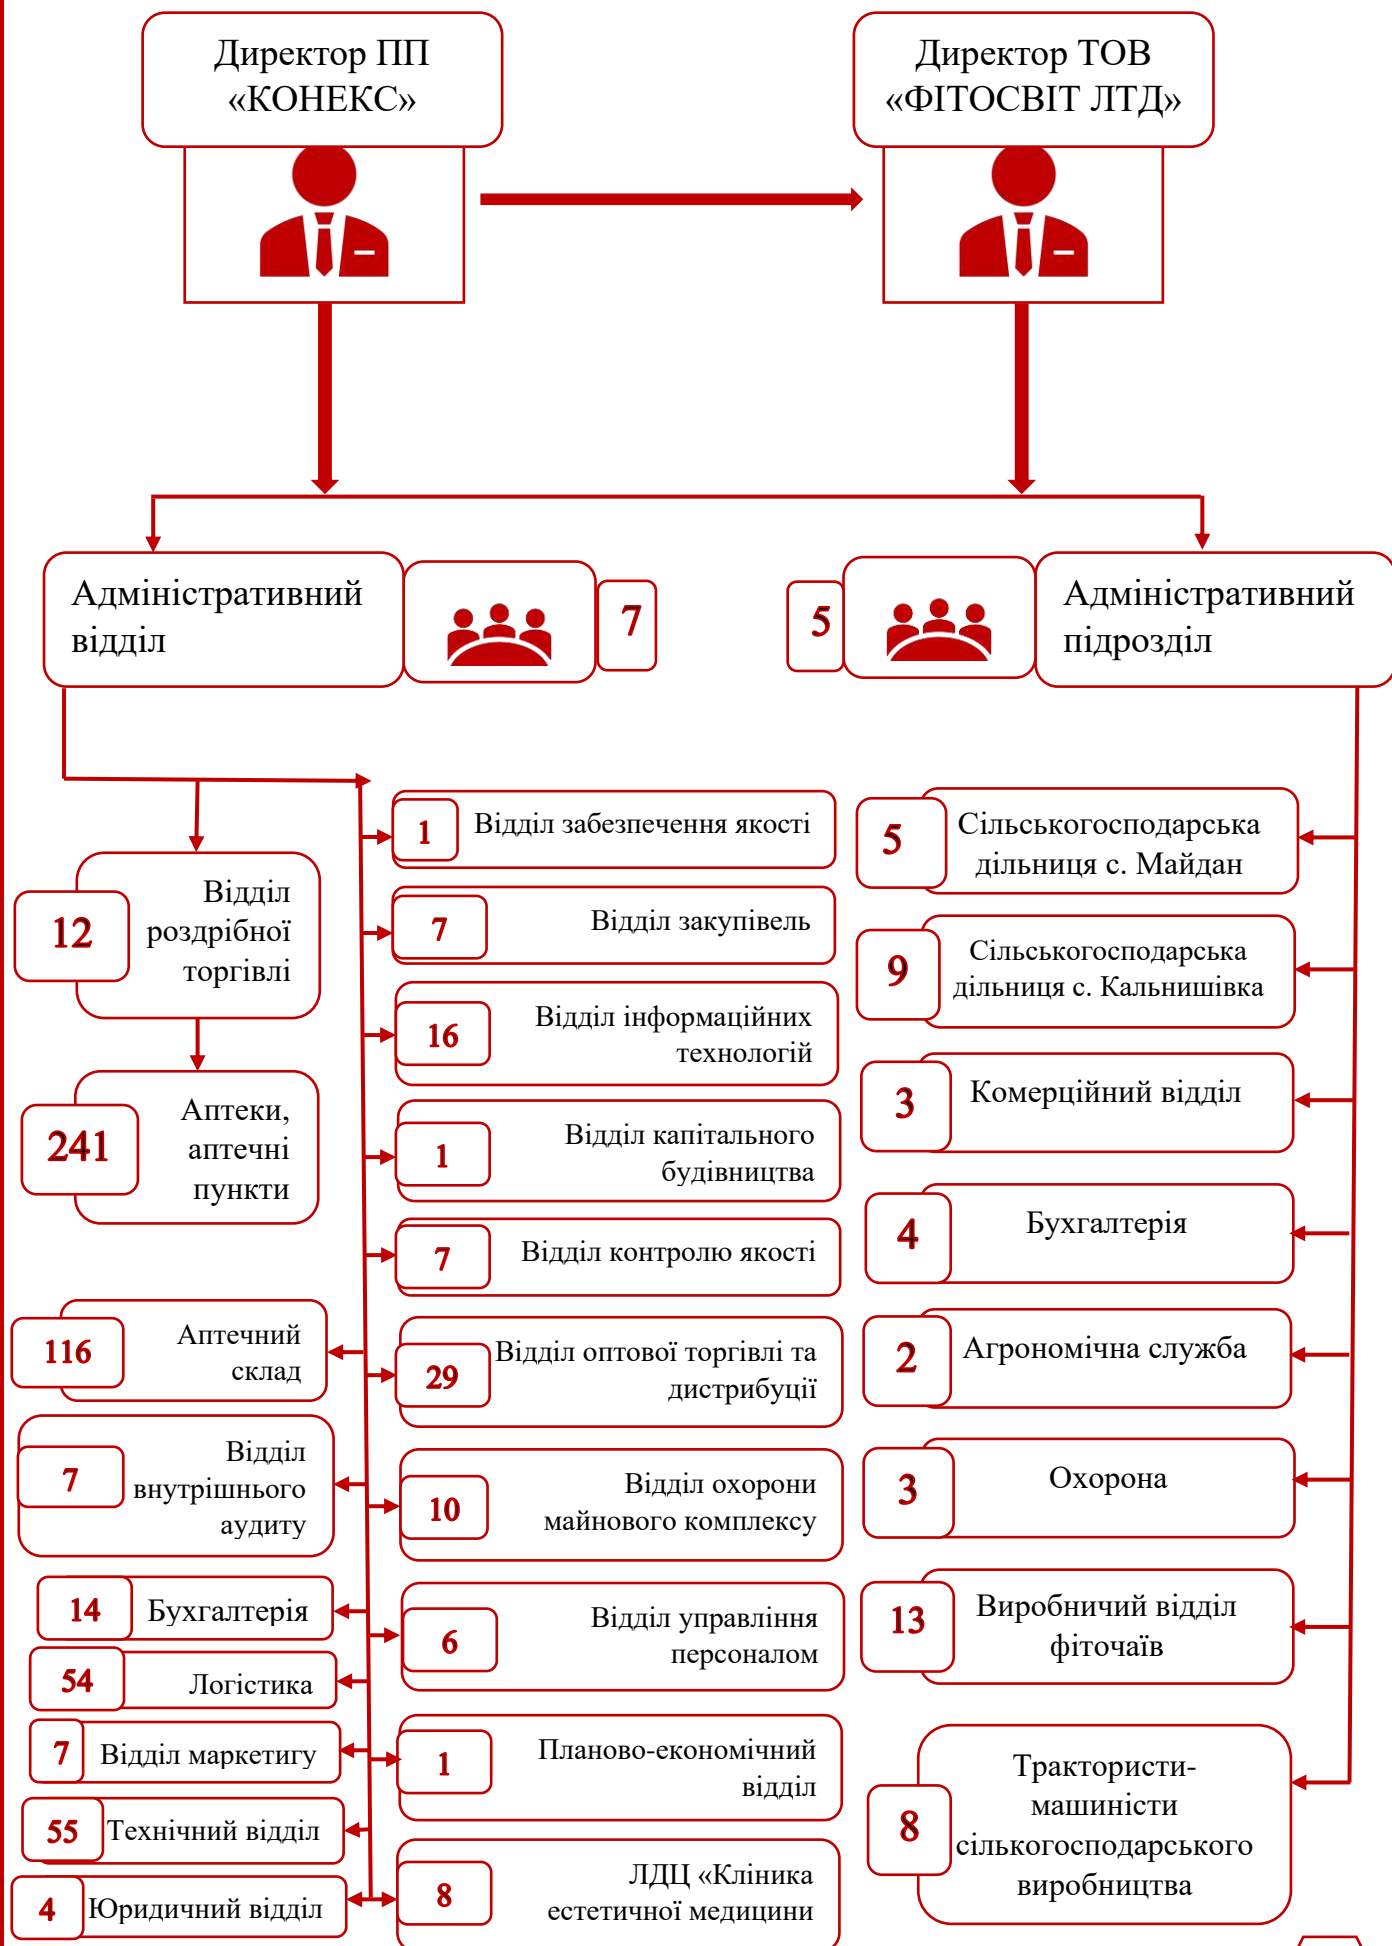 Директор ПП
«КОНЕКС»
Директор ТОВ
«ФІТОСВІТ ЛТД»
Адміністративний
відділ
7
5
Адміністративний
підрозділ
12
Відділ
роздрібної
торгівлі
241
Аптеки,
аптечні
пункти
116
Аптечний
склад
7
Відділ
внутрішнього
аудиту
14
Бухгалтерія
54
Логістика
7
Відділ маркетигу
55
Технічний відділ
4
Юридичний відділ
1
Відділ забезпечення якості
7
Відділ закупівель
16
Відділ інформаційних
технологій
1
Відділ капітального
будівництва
7
Відділ контролю якості
29
Відділ оптової торгівлі та
дистрибуції
10
Відділ охорони
майнового комплексу
6
Відділ управління
персоналом
1
Планово-економічний
відділ
8
ЛДЦ «Клініка
естетичної медицини
5
Сільськогосподарська
дільниця с. Майдан
9
Сільськогосподарська
дільниця с. Кальнишівка
3
Комерційний відділ
4
Бухгалтерія
2
Агрономічна служба
3
Охорона
13
Виробничий відділ
фіточаїв
8
Трактористи-
машиністи
сількогосподарського
виробництва